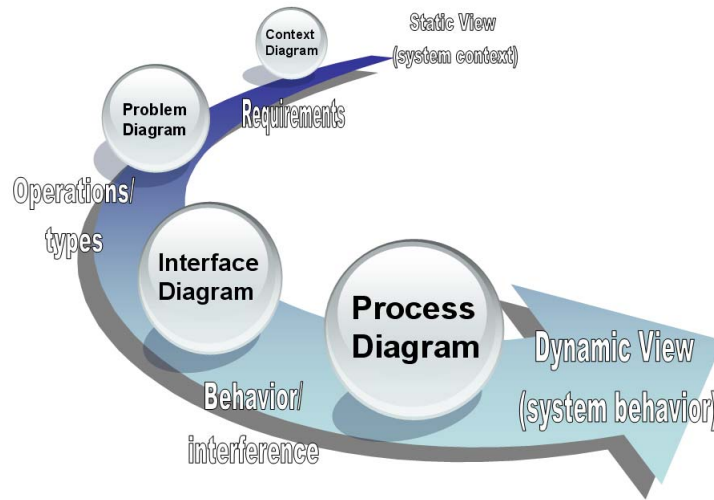 Context
Diagram
Static View
(system context)
Requirements
Problem
Diagram
Operations/
types
Interface
Diagram
Behavior/
interference
Process
Diagram
Dynamic View
(system behavior)